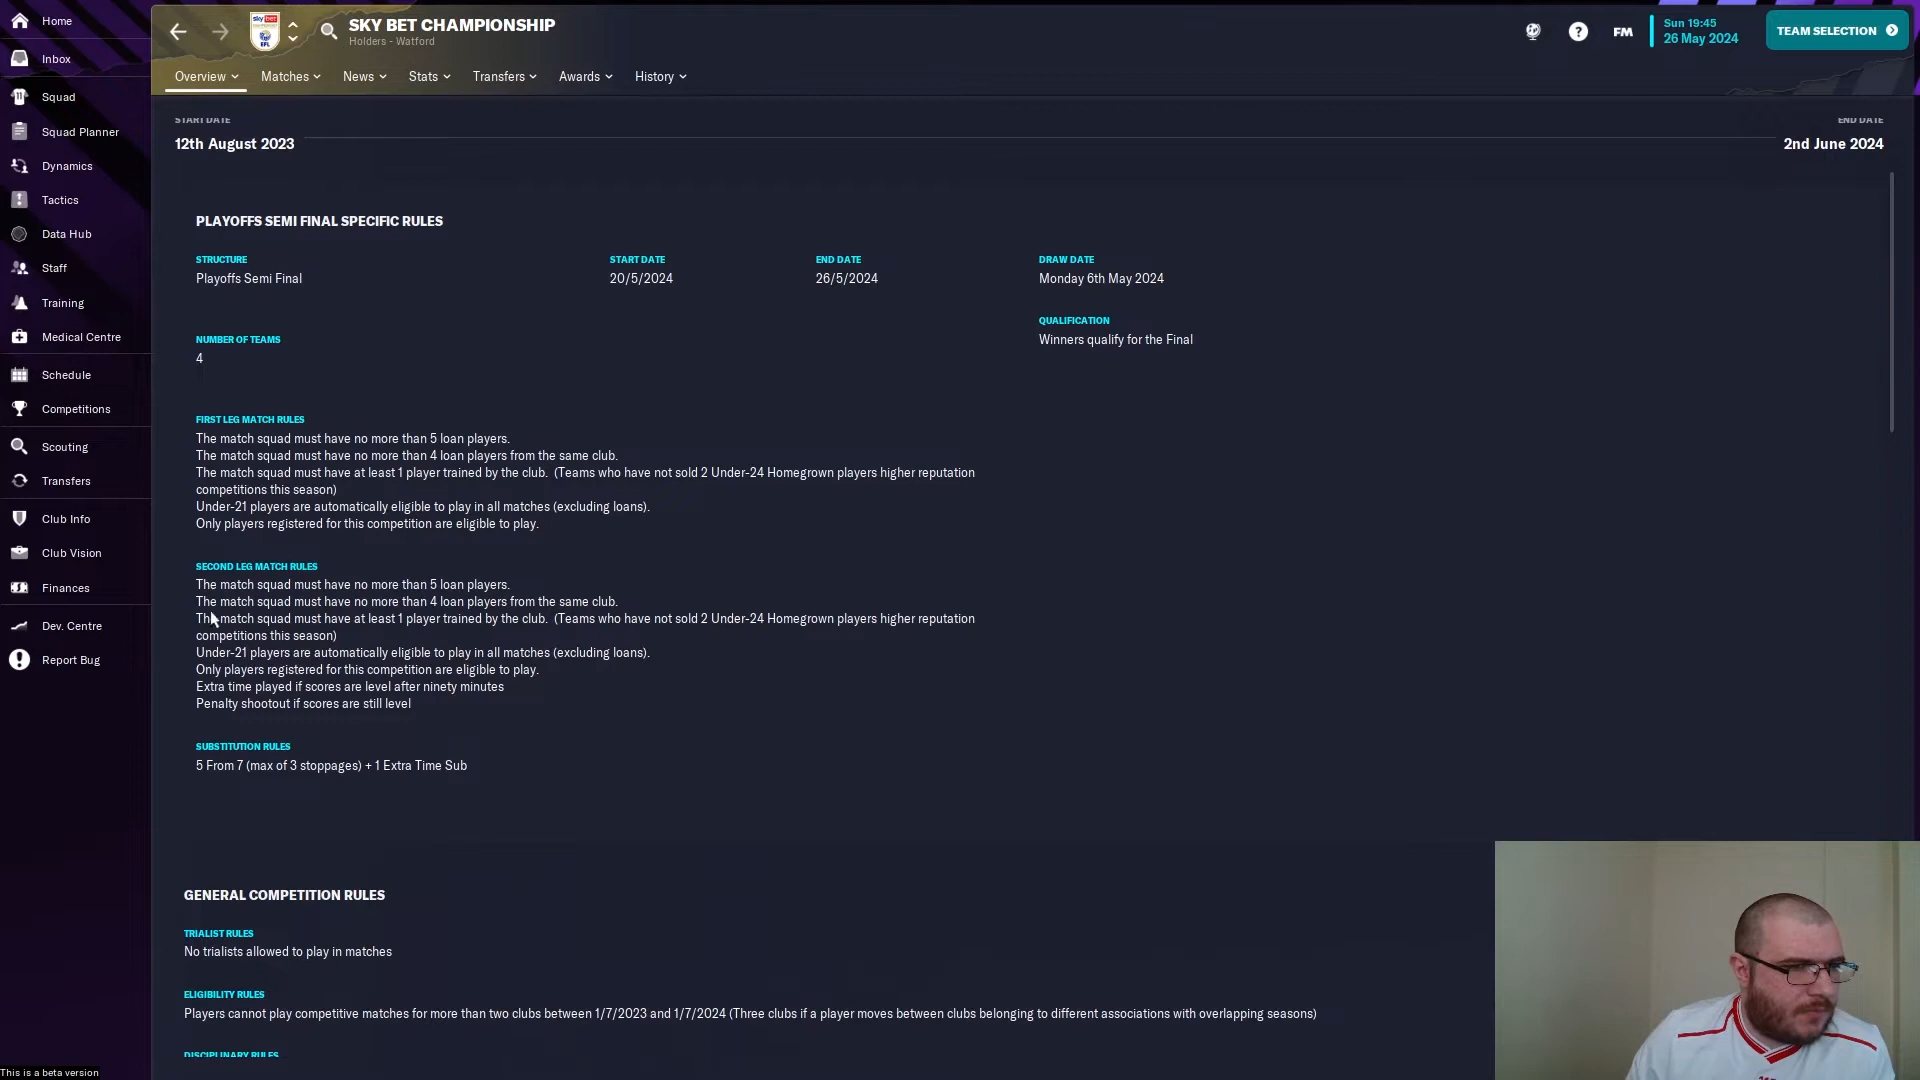 Home
Inbox
Squad
Squad Planner
Dynamics
Tactics
Data Hub
Staff
Training
Medical Centre
Schedule
Competitions
Scouting
Transfers
Club Info
Club Vision
Finances
Dev. Centre
Report Bug
This is a beta version
sky bet
EFL
SKY BET CHAMPIONSHIP
Holders - Watford
FM
Sun 19:45
26 May 2024
TEAM SELECTION
Overview Matches News Stats Transfers Awards History
START DATE
12th August 2023
END DATE
2nd June 2024
PLAYOFFS SEMI FINAL SPECIFIC RULES
STRUCTURE
Playoffs Semi Final
START DATE
20/5/2024
END DATE
26/5/2024
DRAW DATE
Monday 6th May 2024
NUMBER OF TEAMS
4
QUALIFICATION
Winners qualify for the Final
FIRST LEG MATCH RULES
The match squad must have no more than 5 loan players.
The match squad must have no more than 4 loan players from the same club.
The match squad must have at least 1 player trained by the club. (Teams who have not sold 2 Under-24 Homegrown players higher reputation
competitions this season)
Under-21 players are automatically eligible to play in all matches (excluding loans).
Only players registered for this competition are eligible to play.
SECOND LEG MATCH RULES
The match squad must have no more than 5 loan players.
The match squad must have no more than 4 loan players from the same club.
The match squad must have at least 1 player trained by the club. (Teams who have not sold 2 Under-24 Homegrown players higher reputation
competitions this season)
Under-21 players are automatically eligible to play in all matches (excluding loans).
Only players registered for this competition are eligible to play.
Extra time played if scores are level after ninety minutes
Penalty shootout if scores are still level
SUBSTITUTION RULES
5 From 7 (max of 3 stoppages) + 1 Extra Time Sub
GENERAL COMPETITION RULES
TRIALIST RULES
No trialists allowed to play in matches
ELIGIBILITY RULES
Players cannot play competitive matches for more than two clubs between 1/7/2023 and 1/7/2024 (Three clubs if a player moves between clubs belonging to different associations with overlapping seasons)
DISCIPLINARY RULES